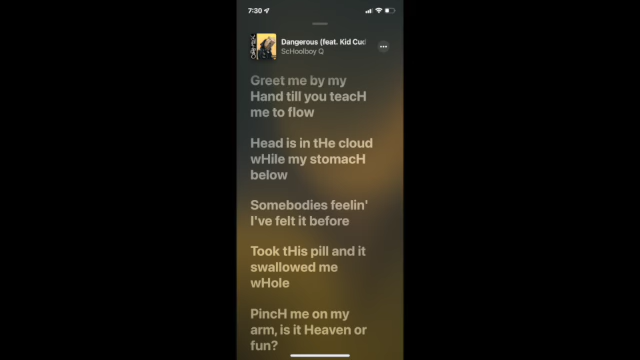 7:30
Dangerous (feat. Kid Cud
ScHoolboy Q
Greet me by my
Hand till you teacH
me to flow
Head is in tHe cloud
wHile my stomacH
below
Somebodies feelin'
I've felt it before
Took tHis pill and it
swallowed me
wHole
PincH me on my
arm, is it Heaven or
fun?